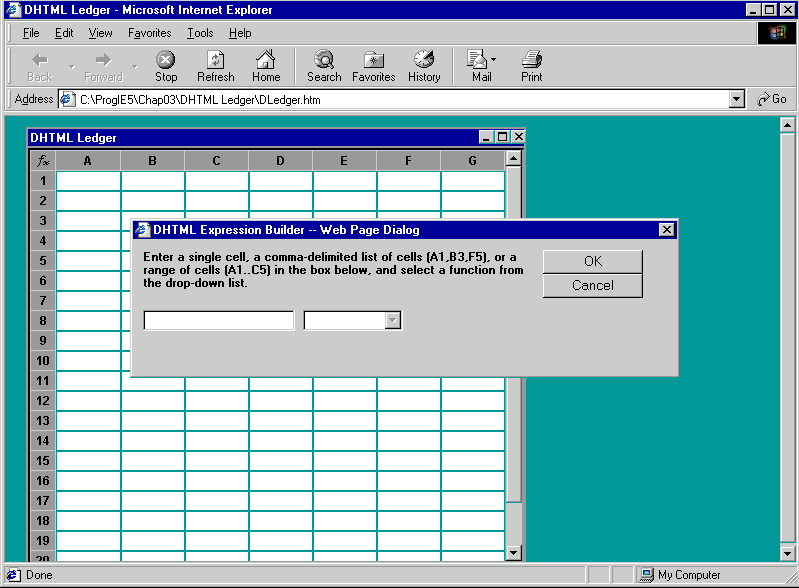 DHTML Ledger - Microsoft Internet Explorer
File Edit View Favorites Tools Help
Back Forward Stop Refresh Home Search Favorites History Mail Print
Address C:\ProgIE5\Chap03\DHTML Ledger\DLedger.htm Go
DHTML Ledger
fx A B C D E F G
1
2
3
DHTML Expression Builder -- Web Page Dialog
4
5
6
7
8
9
10
11
12
13
14
15
16
17
18
19
20
Enter a single cell, a comma-delimited list of cells (A1,B3,F5), or a
range of cells (A1..C5) in the box below, and select a function from
the drop-down list.
OK
Cancel
Done My Computer